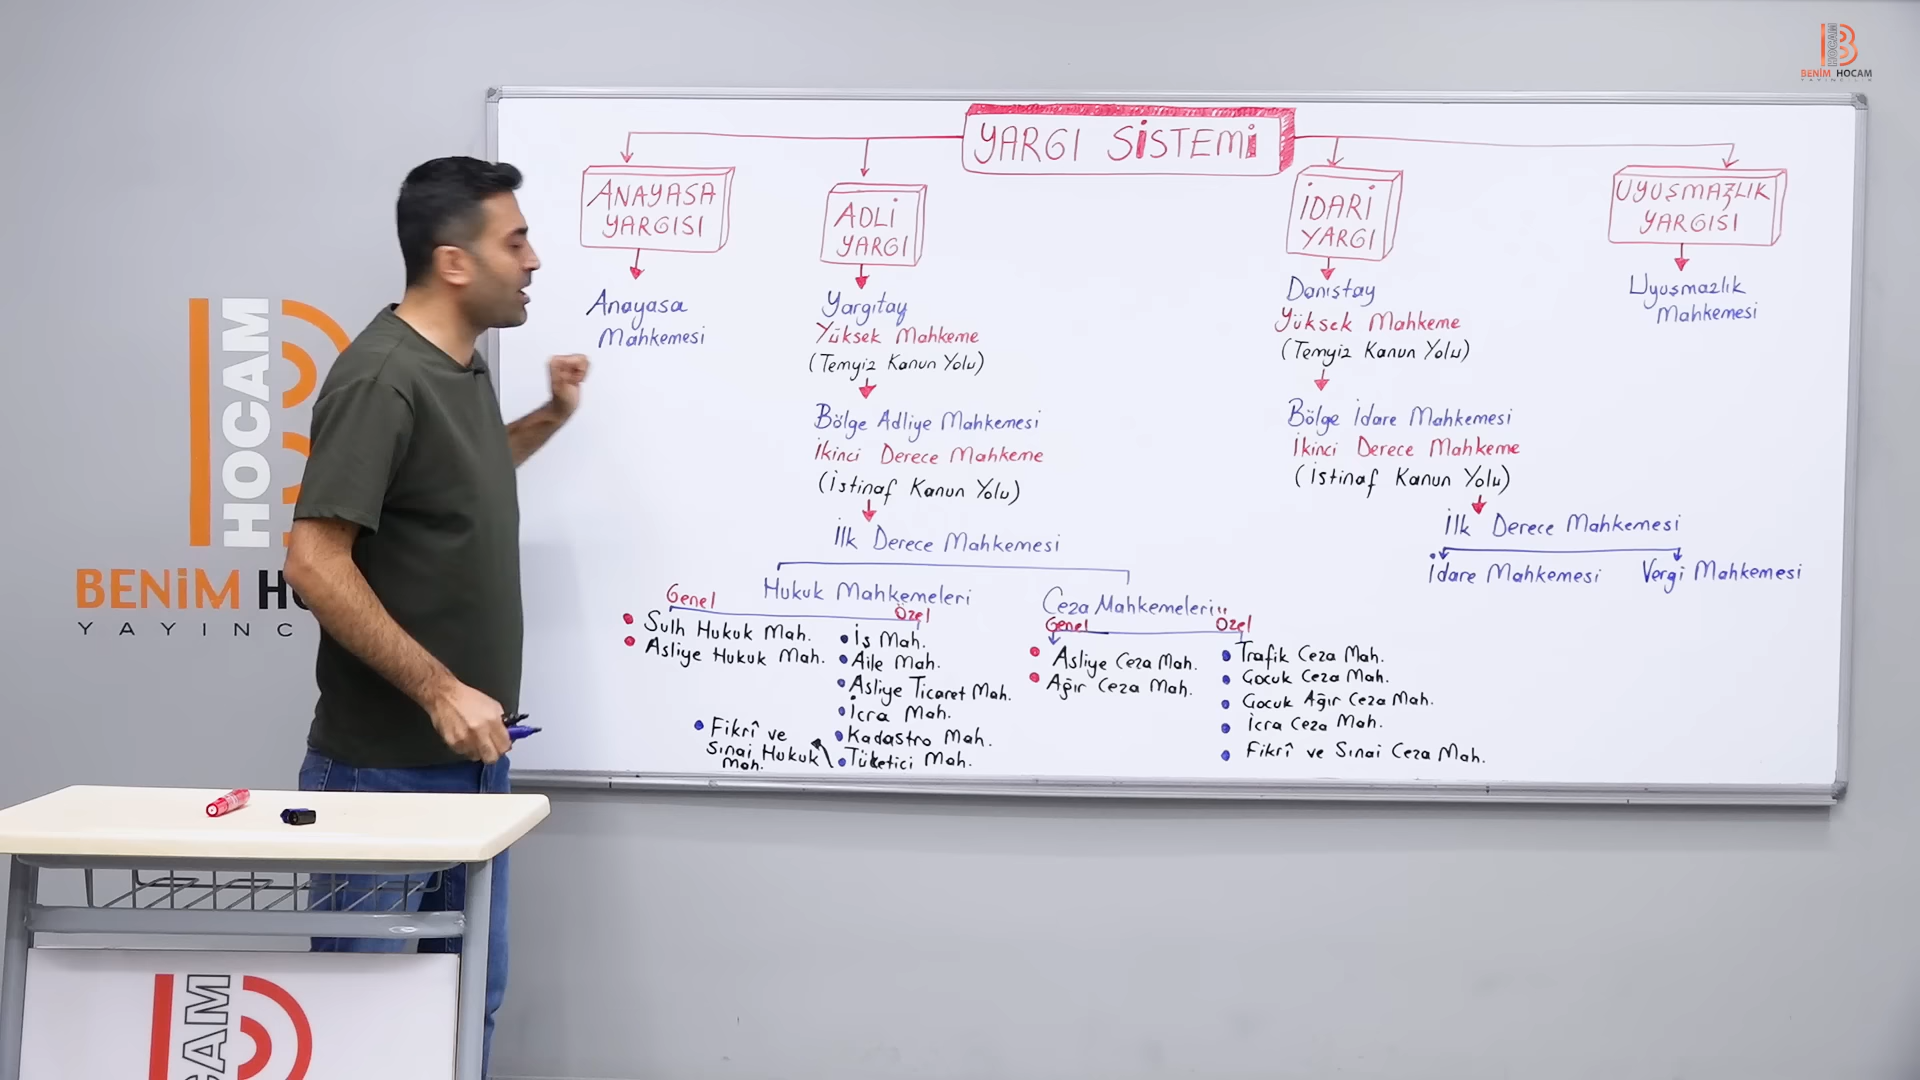 BENİM HOCAM
YAYINCILIK
YARGI SİSTEMİ
ANAYASA
YARGISI
Anayasa
Mahkemesi
ADLİ
YARGI
Yargıtay
Yüksek Mahkeme
(Temyiz Kanun Yolu)
Bölge Adliye Mahkemesi
İkinci Derece Mahkeme
(İstinaf Kanun Yolu)
İlk Derece Mahkemesi
Hukuk Mahkemeleri
Genel
Özel
Sulh Hukuk Mah.
Asliye Hukuk Mah.
İş Mah.
Aile Mah.
Asliye Ticaret Mah.
İcra Mah.
Kadastro Mah.
Tüketici Mah.
Fikrî ve
Sınai Hukuk
Mah.
Ceza Mahkemeleri
Genel
Özel
Asliye Ceza Mah.
Ağır Ceza Mah.
Trafik Ceza Mah.
Çocuk Ceza Mah.
Çocuk Ağır Ceza Mah.
İcra Ceza Mah.
Fikrî ve Sınai Ceza Mah.
İDARİ
YARGI
Danıştay
Yüksek Mahkeme
(Temyiz Kanun Yolu)
Bölge İdare Mahkemesi
İkinci Derece Mahkeme
(İstinaf Kanun Yolu)
İlk Derece Mahkemesi
İdare Mahkemesi
Vergi Mahkemesi
UYUŞMAZLIK
YARGISI
Uyuşmazlık
Mahkemesi
HOCAM
BENİM H
YAYINC
CAM